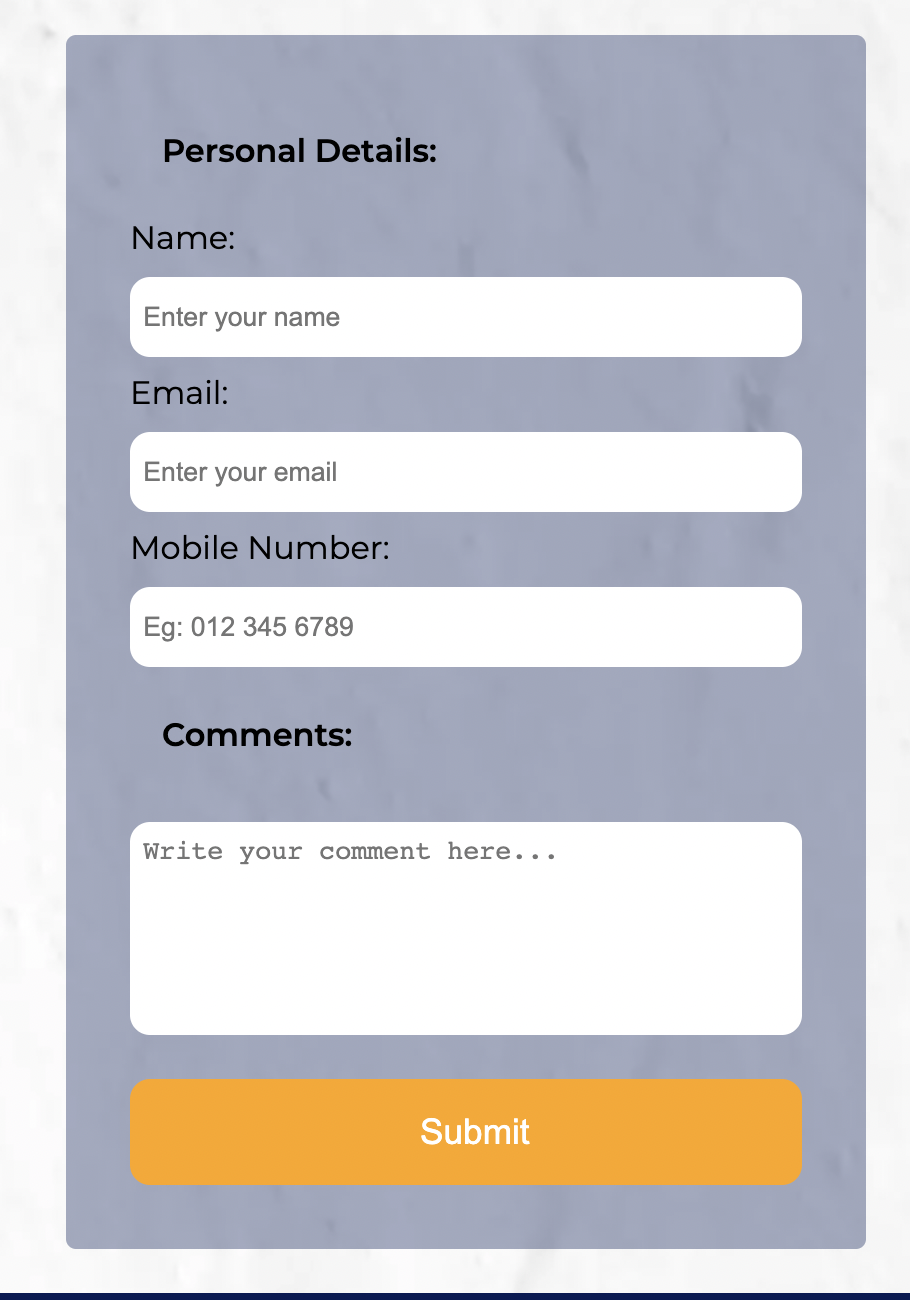 Personal Details:
Name:
Enter your name
Email:
Enter your email
Mobile Number:
Eg: 012 345 6789
Comments:
Write your comment here...
Submit